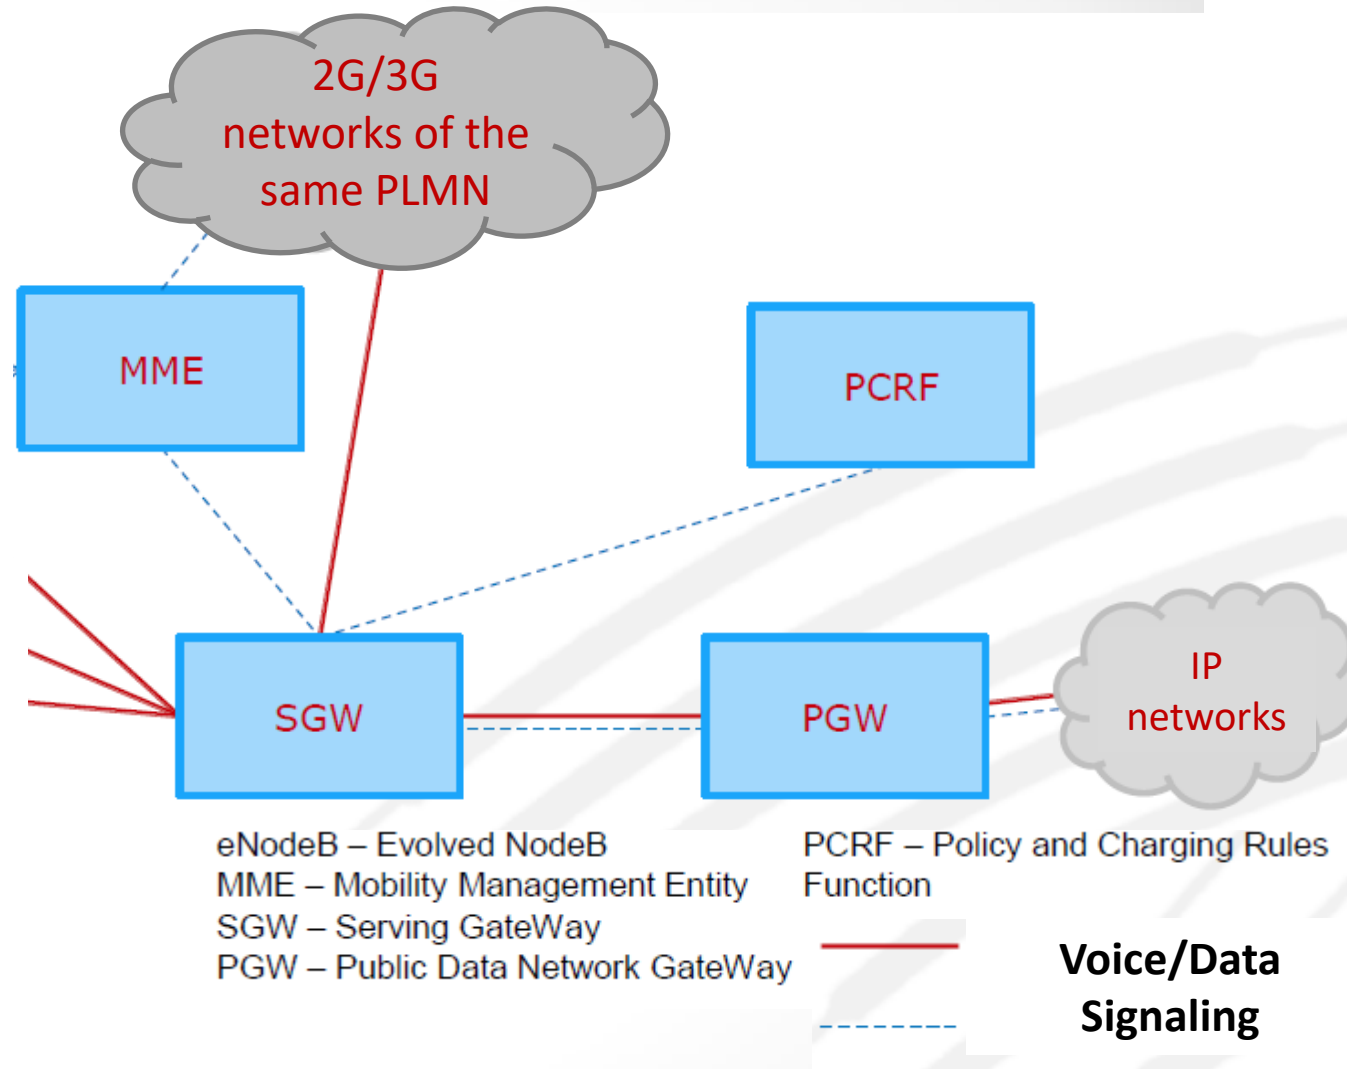 2G/3G
networks of the
same PLMN
MME
PCRF
SGW
PGW
IP
networks
eNodeB – Evolved NodeB
MME – Mobility Management Entity
SGW – Serving GateWay
PGW – Public Data Network GateWay
PCRF – Policy and Charging Rules
Function
Voice/Data
Signaling